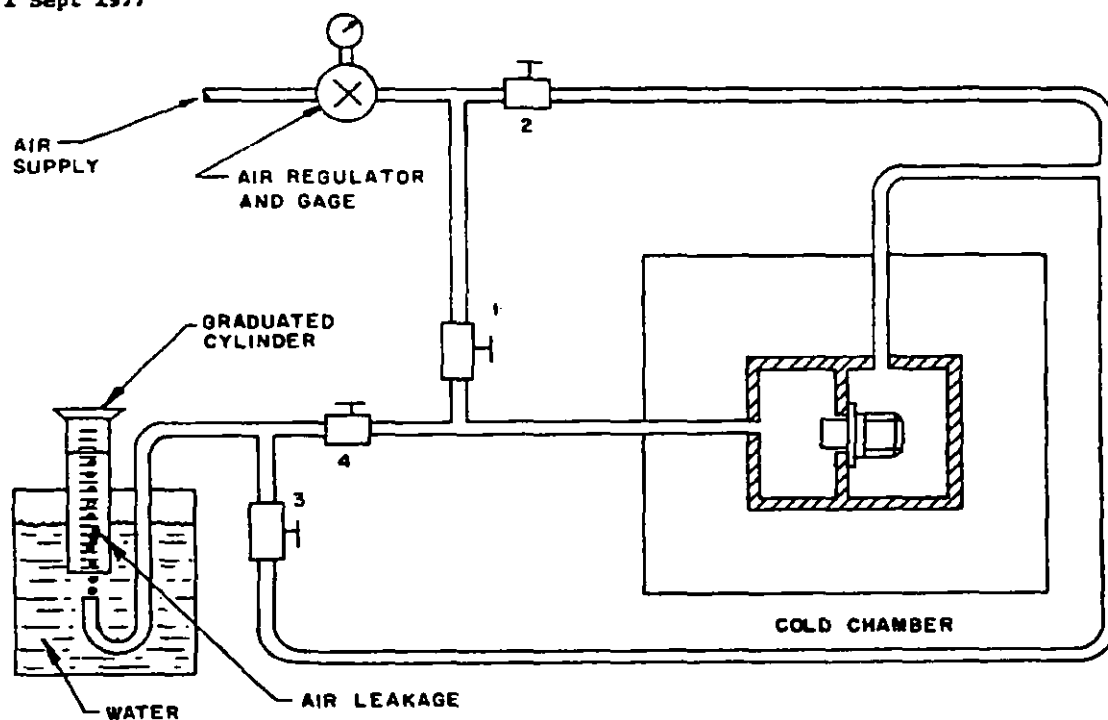 1 Sept 1977
2
AIR
SUPPLY
AIR REGULATOR
AND GAGE
1
GRADUATED
CYLINDER
4
3
COLD CHAMBER
AIR LEAKAGE
WATER